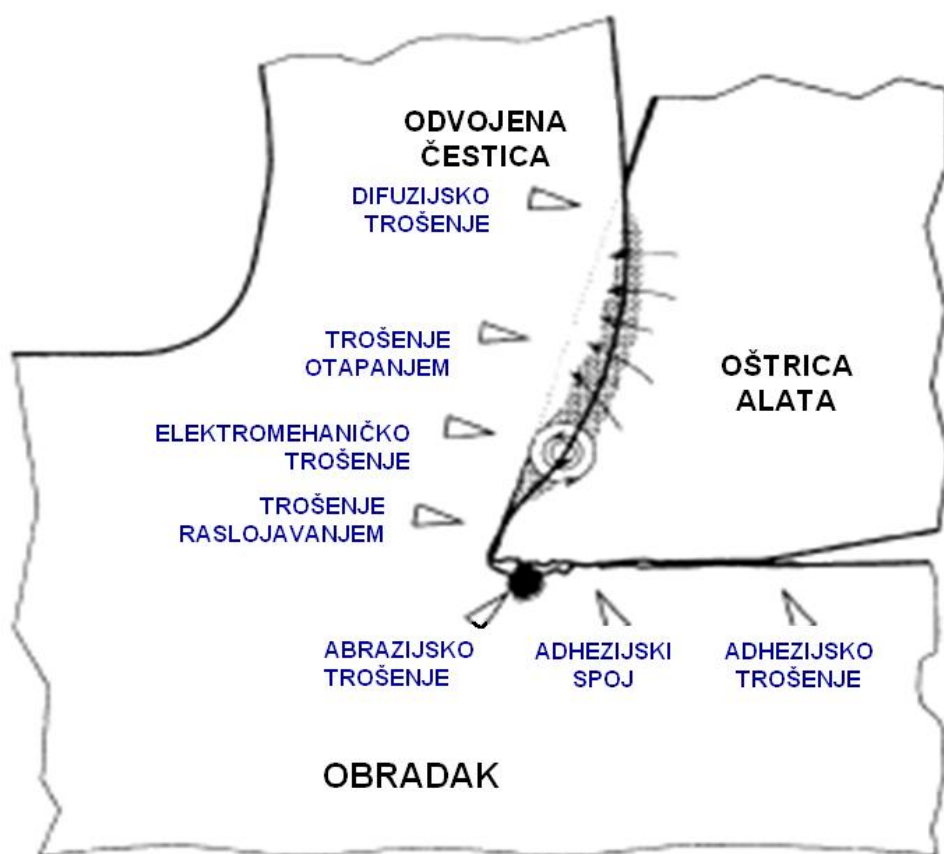 ODVOJENA
ČESTICA
DIFUZIJSKO
TROŠENJE
TROŠENJE
OTAPANJEM
OŠTRICA
ALATA
ELEKTROMEHANIČKO
TROŠENJE
TROŠENJE
RASLOJAVANJEM
ABRAZIJSKO
TROŠENJE
ADHEZIJSKI
SPOJ
ADHEZIJSKO
TROŠENJE
OBRADAK